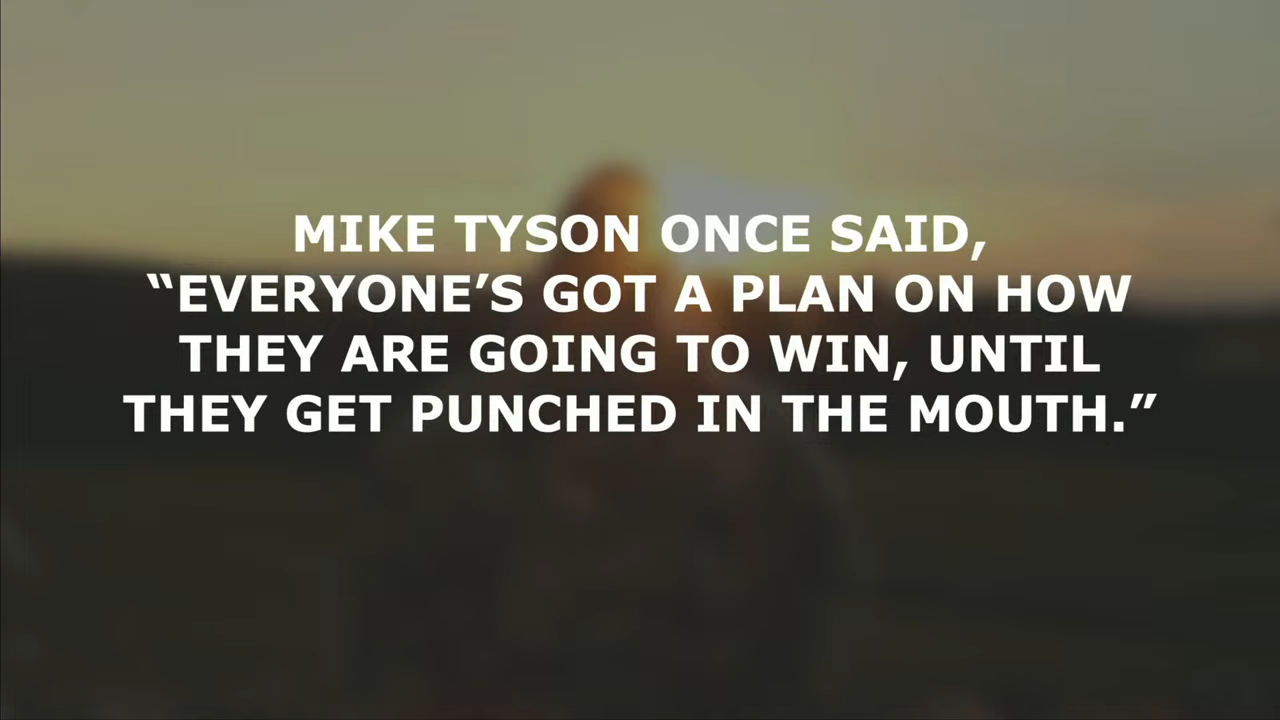 MIKE TYSON ONCE SAID,
“EVERYONE’S GOT A PLAN ON HOW
THEY ARE GOING TO WIN, UNTIL
THEY GET PUNCHED IN THE MOUTH.”